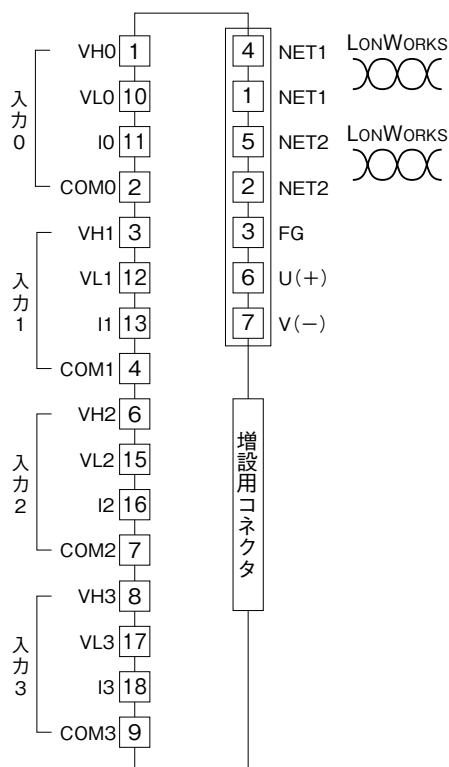 入力0
VH0 1
VL0 10
I0 11
COM0 2
入力1
VH1 3
VL1 12
I1 13
COM1 4
入力2
VH2 6
VL2 15
I2 16
COM2 7
入力3
VH3 8
VL3 17
I3 18
COM3 9
4 NET1 LONWORKS
1 NET1
5 NET2 LONWORKS
2 NET2
3 FG
6 U(+)
7 V(−)
増設用コネクタ